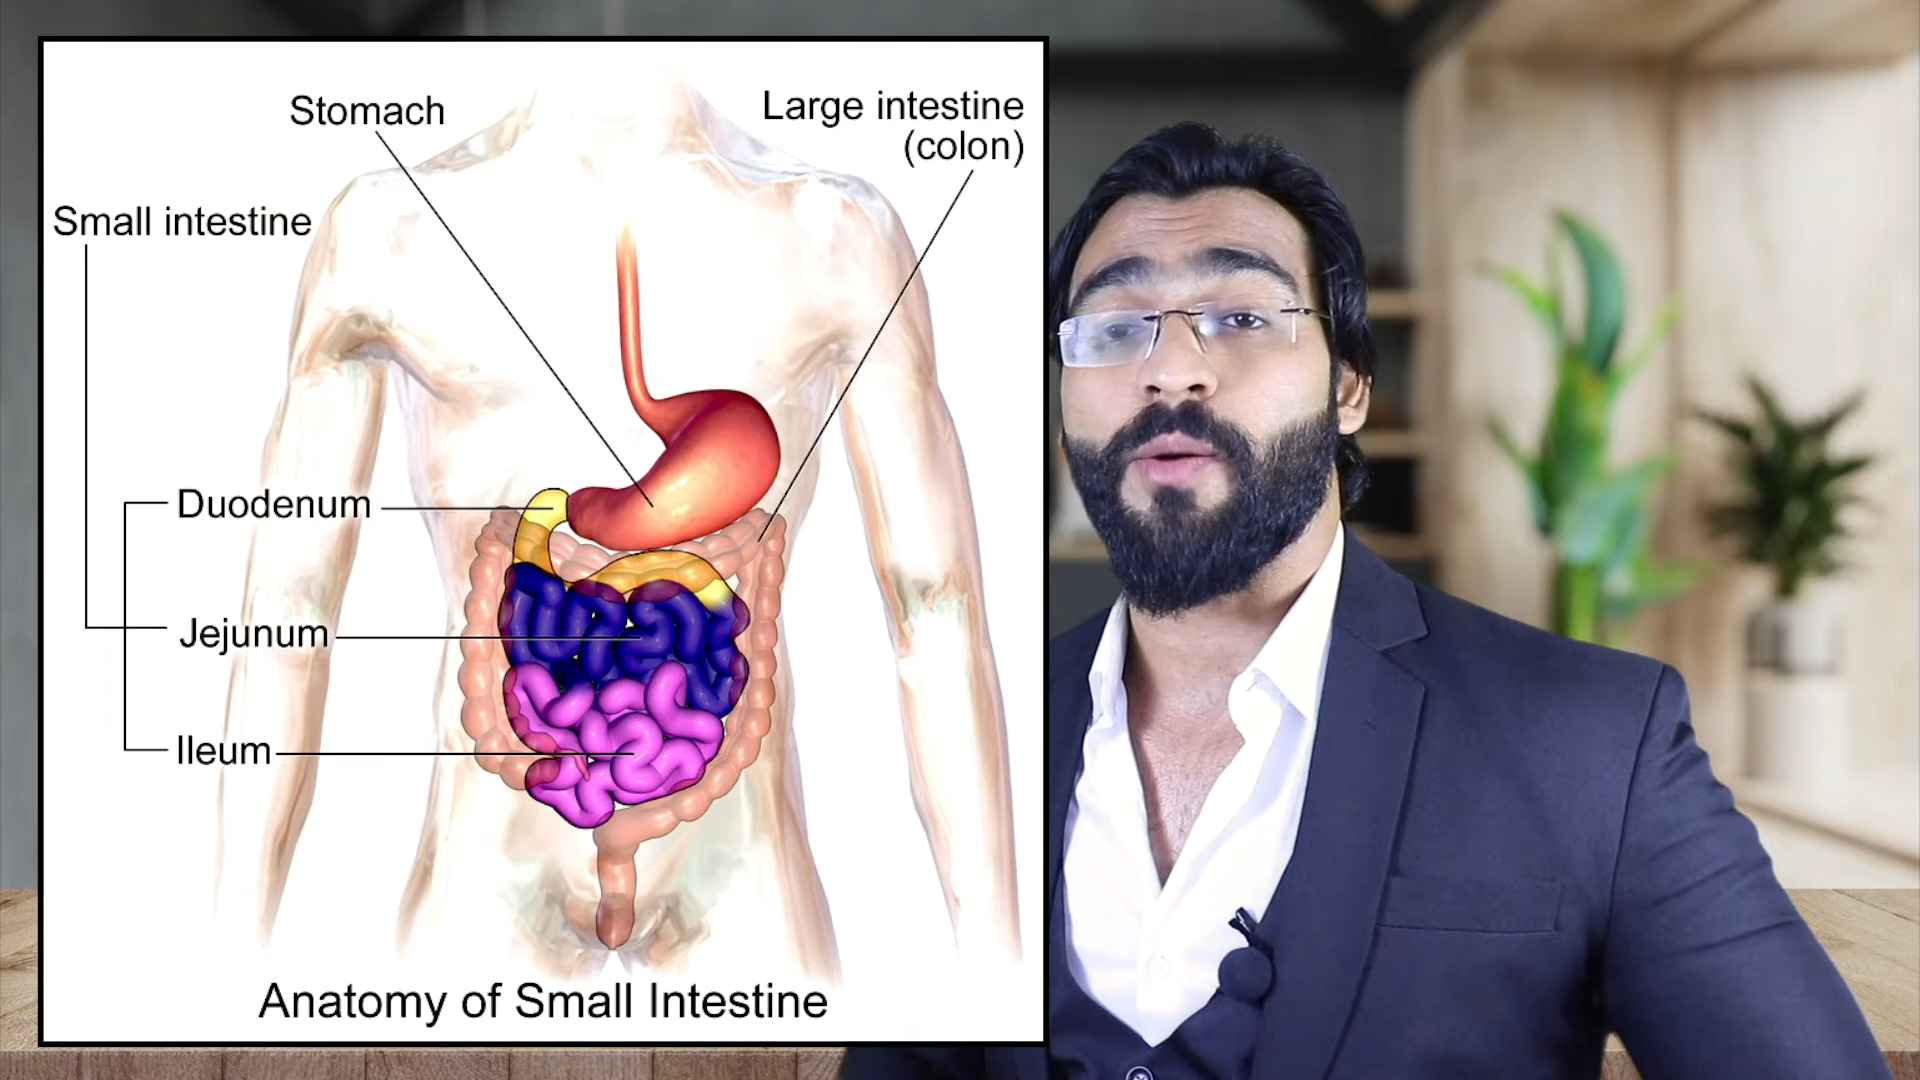 Stomach
Large intestine
(colon)
Small intestine
Duodenum
Jejunum
Ileum
Anatomy of Small Intestine